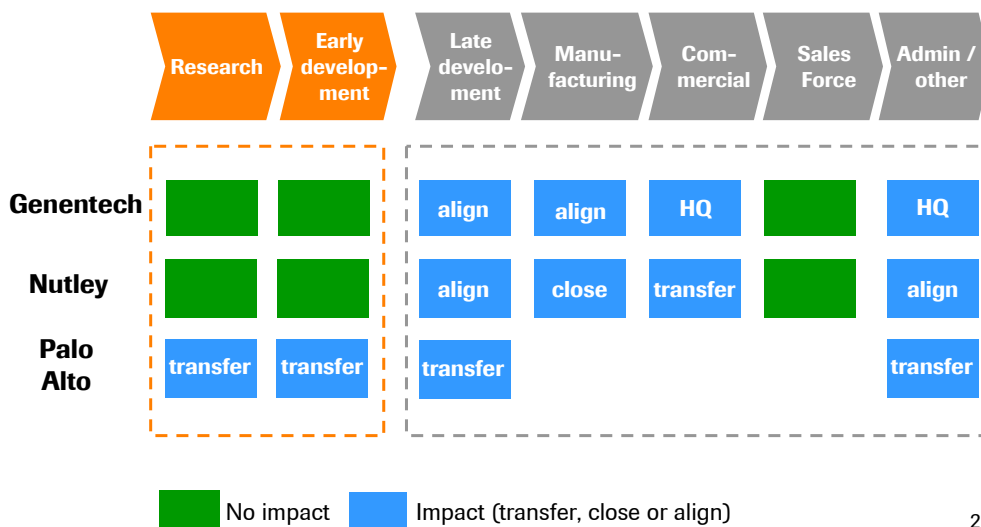 Research
Early
develop-
ment
Late
develo-
ment
Manu-
facturing
Com-
mercial
Sales
Force
Admin /
other
Genentech
align
align
HQ
HQ
Nutley
align
close
transfer
align
Palo
Alto
transfer
transfer
transfer
transfer
No impact
Impact (transfer, close or align)
2